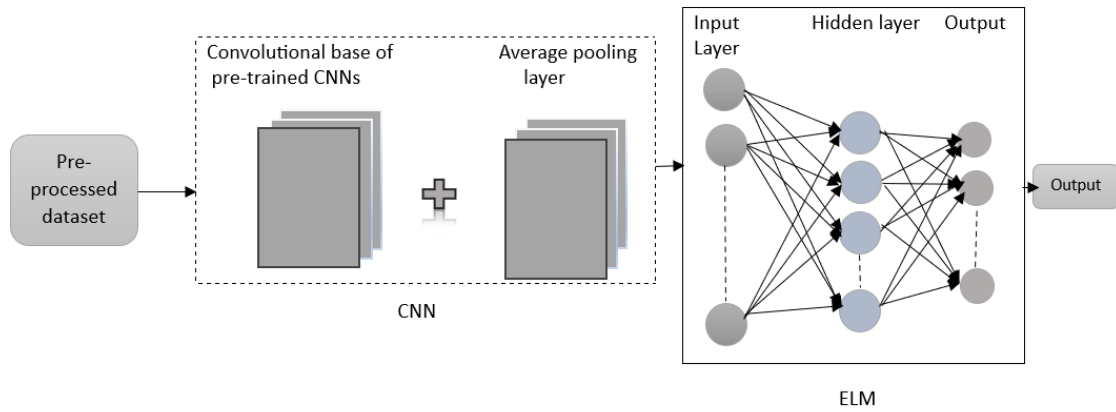 Pre-
processed
dataset
Convolutional base of
pre-trained CNNs
Average pooling
layer
CNN
Input
Layer
Hidden layer
Output
ELM
Output